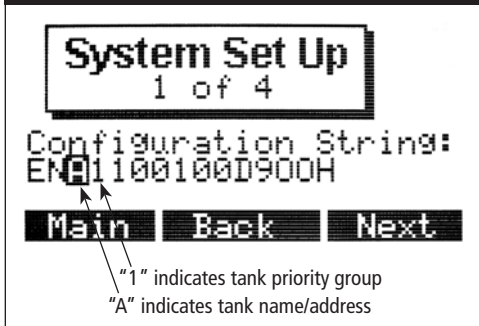 System Set Up
1 of 4
Configuration String:
ENA1100100D900H
Main Back Next
"1" indicates tank priority group
"A" indicates tank name/address